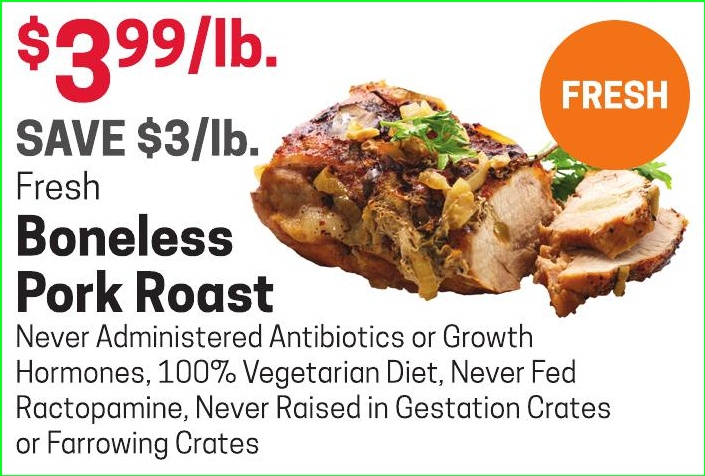 $3.99/lb.
SAVE $3/lb.
Fresh
Boneless
Pork Roast
Never Administered Antibiotics or Growth
Hormones, 100% Vegetarian Diet, Never Fed
Ractopamine, Never Raised in Gestation Crates
or Farrowing Crates
FRESH